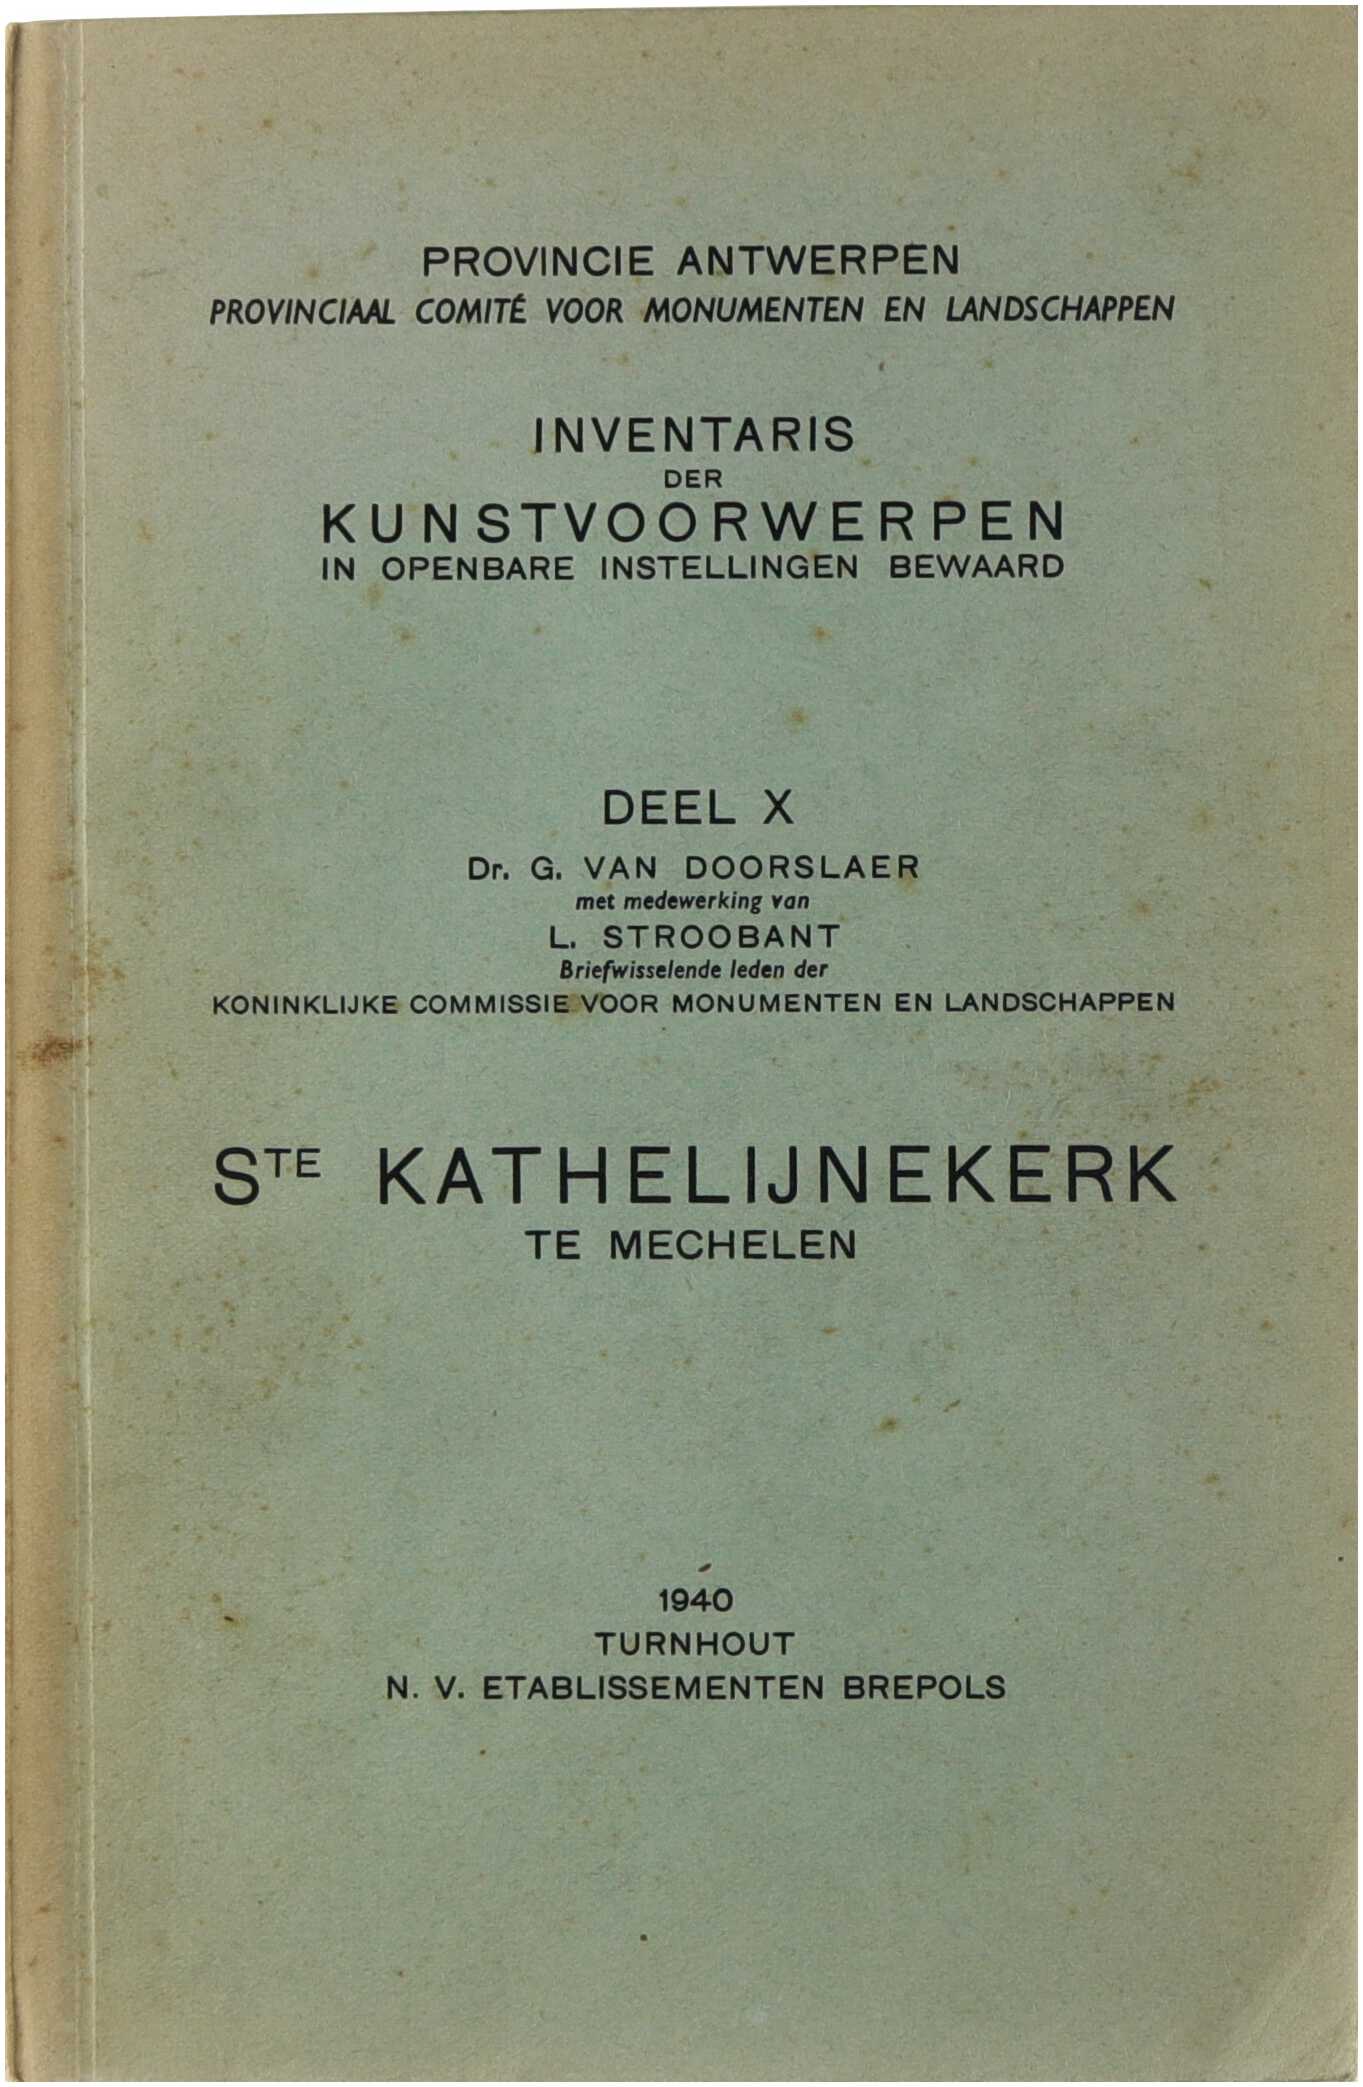 PROVINCIE ANTWERPEN
PROVINCIAAL COMITÉ VOOR MONUMENTEN EN LANDSCHAPPEN
INVENTARIS
DER
KUNSTVOORWERPEN
IN OPENBARE INSTELLINGEN BEWAARD
DEEL X
Dr. G. VAN DOORSLAER
met medewerking van
L. STROOBANT
Briefwisselende leden der
KONINKLIJKE COMMISSIE VOOR MONUMENTEN EN LANDSCHAPPEN
STE KATHELIJNEKERK
TE MECHELEN
1940
TURNHOUT
N. V. ETABLISSEMENTEN BREPOLS